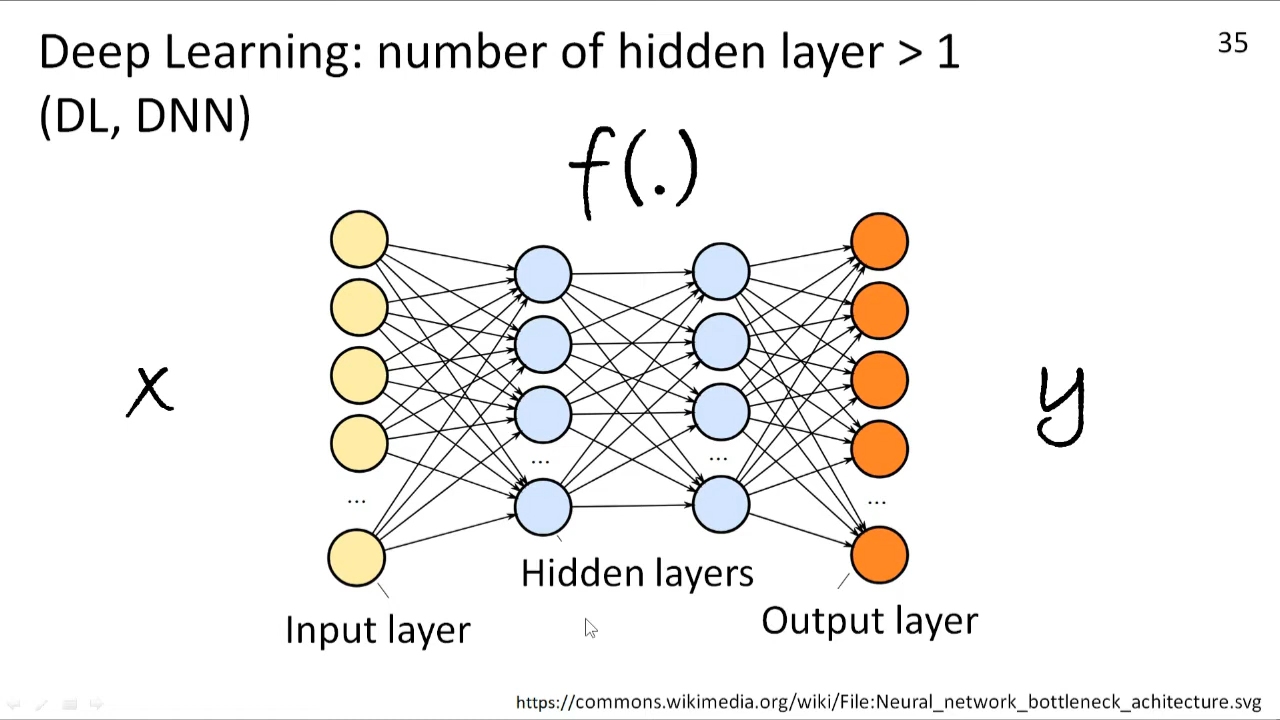 Deep Learning: number of hidden layer > 1
35
(DL, DNN)
f(.)
x
y
...
...
...
...
Hidden layers
Input layer
Output layer
https://commons.wikimedia.org/wiki/File:Neural_network_bottleneck_achitecture.svg